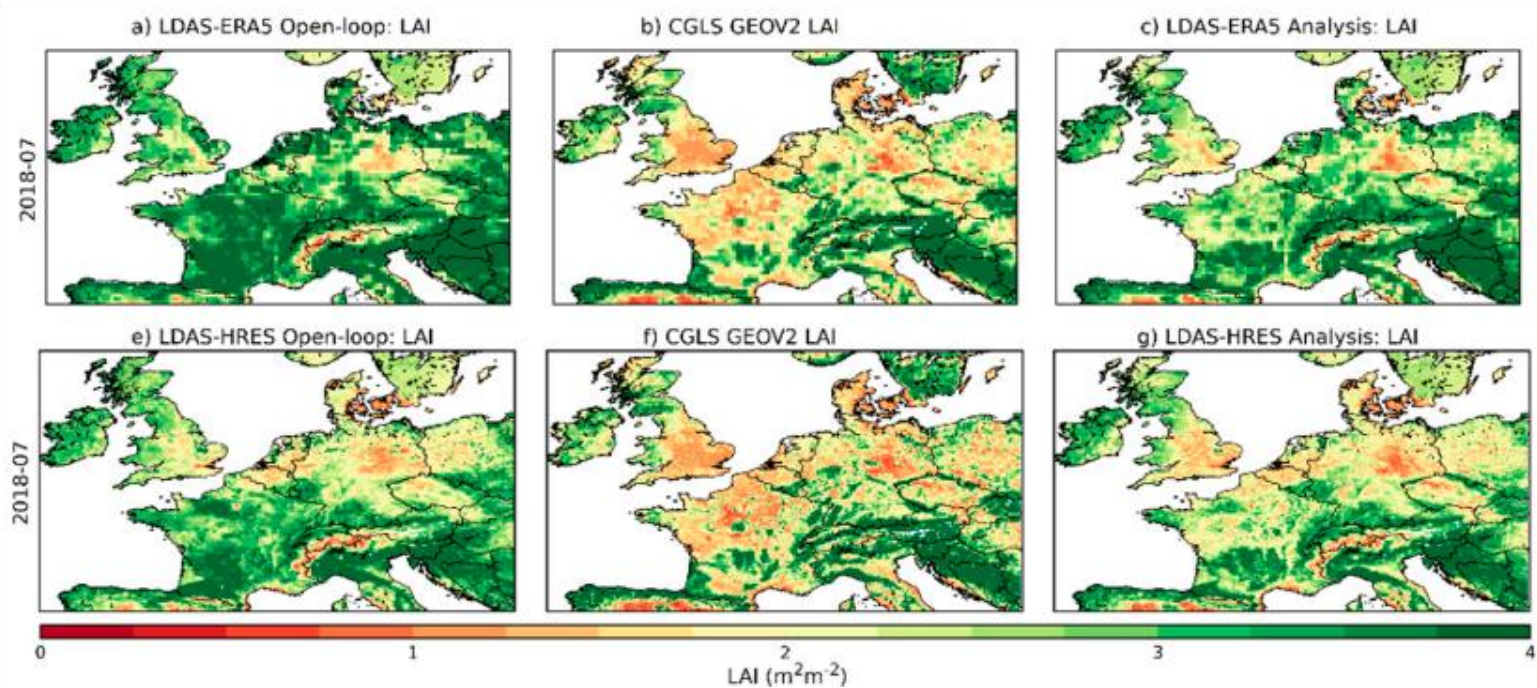 a) LDAS-ERA5 Open-loop: LAI
b) CGLS GEOV2 LAI
c) LDAS-ERA5 Analysis: LAI
2018-07
e) LDAS-HRES Open-loop: LAI
f) CGLS GEOV2 LAI
g) LDAS-HRES Analysis: LAI
2018-07
0 1 2 3 4
LAI (m²m⁻²)